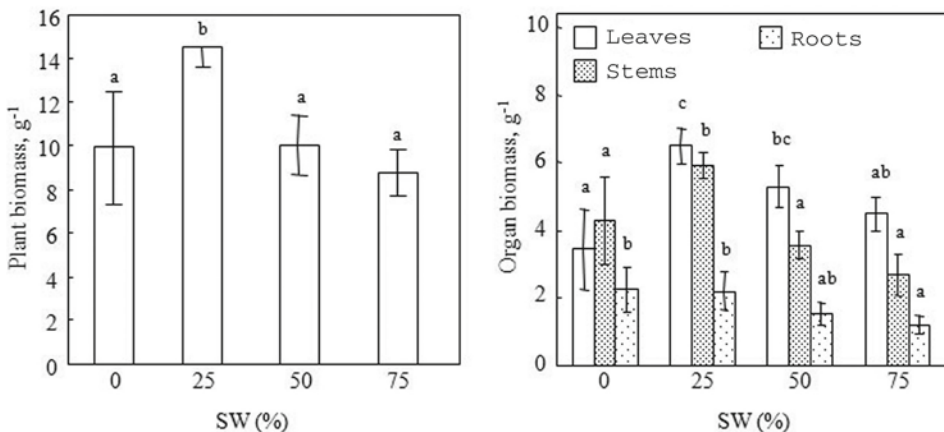 Plant biomass, g-1
16
14
12
10
8
6
4
2
0
a
b
a
a
0 25 50 75
SW (%)
Organ biomass, g-1
10
8
6
4
2
0
Leaves
Roots
Stems
a a b
c b b
bc a ab
ab a a
0 25 50 75
SW (%)